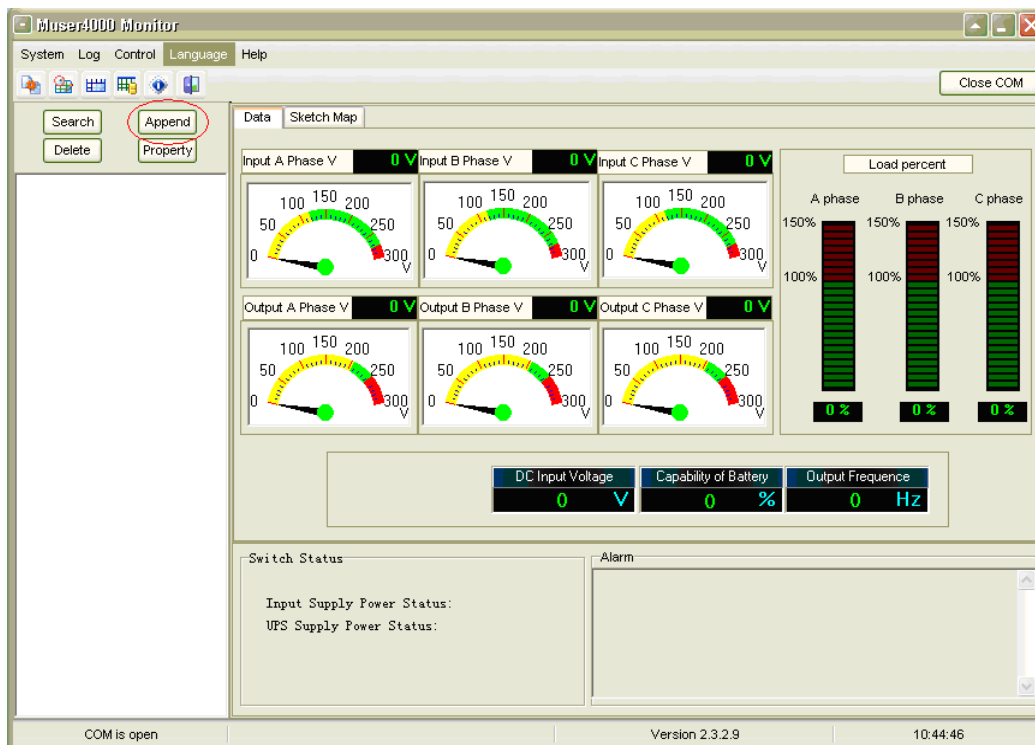 Muser4000 Monitor
System Log Control Language Help
Close COM
Search Append
Delete Property
Data Sketch Map
Input A Phase V 0 V Input B Phase V 0 V Input C Phase V 0 V
0 50 100 150 200 250 300 V
0 50 100 150 200 250 300 V
0 50 100 150 200 250 300 V
Output A Phase V 0 V Output B Phase V 0 V Output C Phase V 0 V
0 50 100 150 200 250 300 V
0 50 100 150 200 250 300 V
0 50 100 150 200 250 300 V
Load percent
A phase B phase C phase
150% 150% 150%
100% 100% 100%
0 % 0 % 0 %
DC Input Voltage Capability of Battery Output Frequence
0 V 0 % 0 Hz
Switch Status
Input Supply Power Status:
UPS Supply Power Status:
Alarm
COM is open Version 2.3.2.9 10:44:46